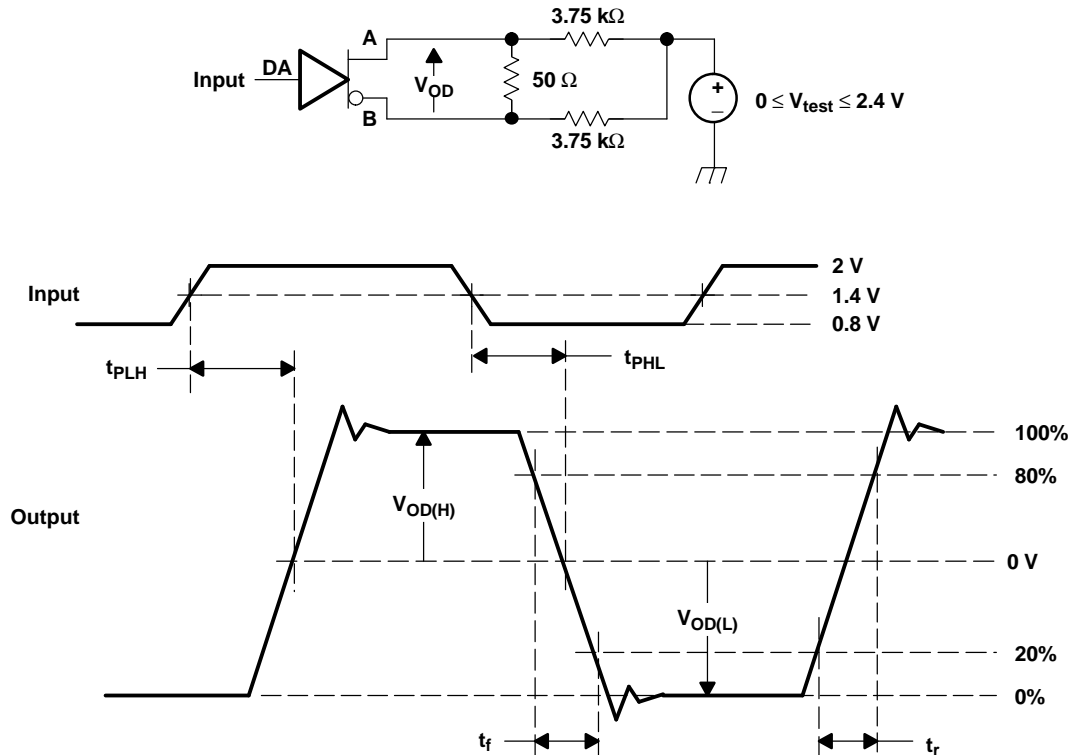 3.75 kΩ
A
Input DA
V_OD
50 Ω
+
−
0 ≤ V_test ≤ 2.4 V
B
3.75 kΩ
2 V
Input
1.4 V
0.8 V
t_PLH
t_PHL
100%
80%
V_OD(H)
Output
0 V
V_OD(L)
20%
0%
t_f
t_r